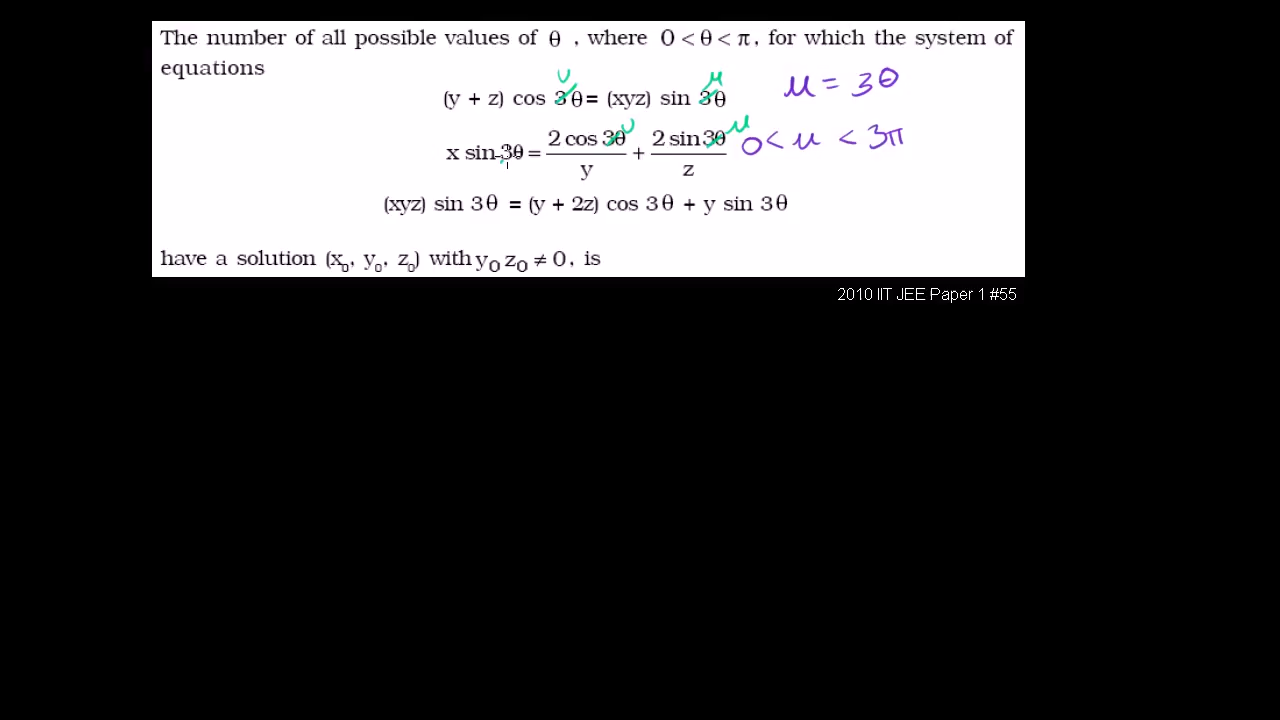 The number of all possible values of θ , where 0 < θ < π, for which the system of
equations
(y + z) cos 3θ = (xyz) sin 3θ
υ μ
μ = 3θ
x sin 3θ = 2 cos 3θ / y + 2 sin 3θ / z
υ μ
0 < μ < 3π
(xyz) sin 3θ = (y + 2z) cos 3θ + y sin 3θ
have a solution (x₀, y₀, z₀) with y₀ z₀ ≠ 0, is
2010 IIT JEE Paper 1 #55